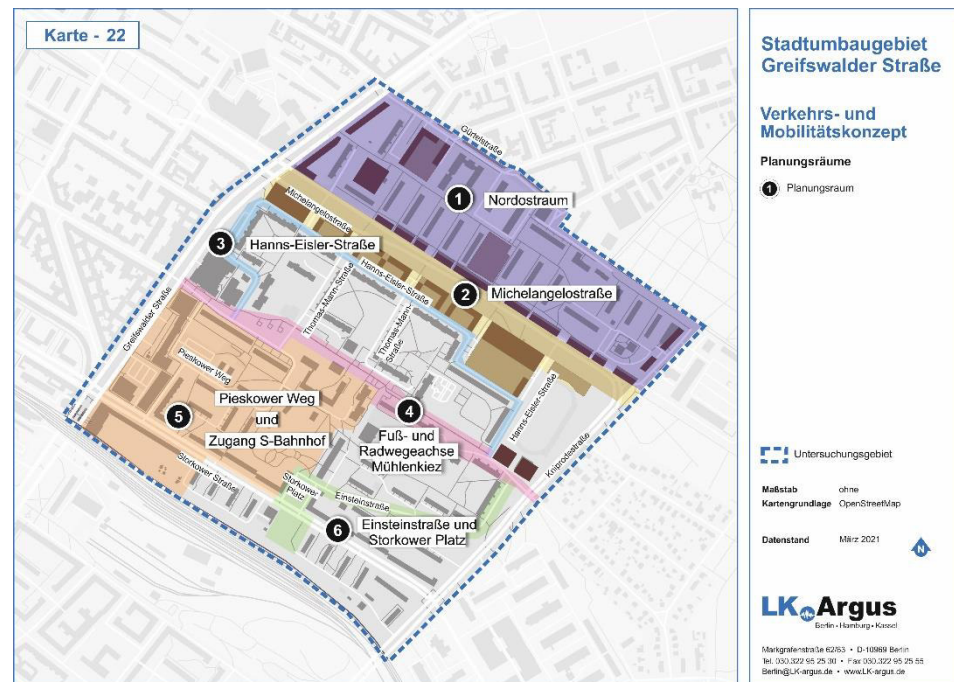 Karte - 22
Gürtelstraße
1
Nordostraum
Michelangelostraße
3
Hanns-Eisler-Straße
Hanns-Eisler-Straße
2
Michelangelostraße
Thomas-Mann-Straße
Thomas-Mann-
Straße
Greifswalder Straße
Hanns-Eisler-Straße
Kniprodestraße
Pieskower Weg
5
Pieskower Weg
und
Zugang S-Bahnhof
4
Fuß- und
Radwegeachse
Mühlenkiez
Storkower Straße
Storkower
Platz
Einsteinstraße
6
Einsteinstraße und
Storkower Platz
Stadtumbaugebiet
Greifswalder Straße
Verkehrs- und
Mobilitätskonzept
Planungsräume
1 Planungsraum
Untersuchungsgebiet
Maßstab ohne
Kartengrundlage OpenStreetMap
Datenstand März 2021
N
LK Argus
Berlin • Hamburg • Kassel
Markgrafenstraße 62/63 • D-10969 Berlin
Tel. 030.322 95 25 30 • Fax 030.322 95 25 55
Berlin@LK-argus.de • www.LK-argus.de